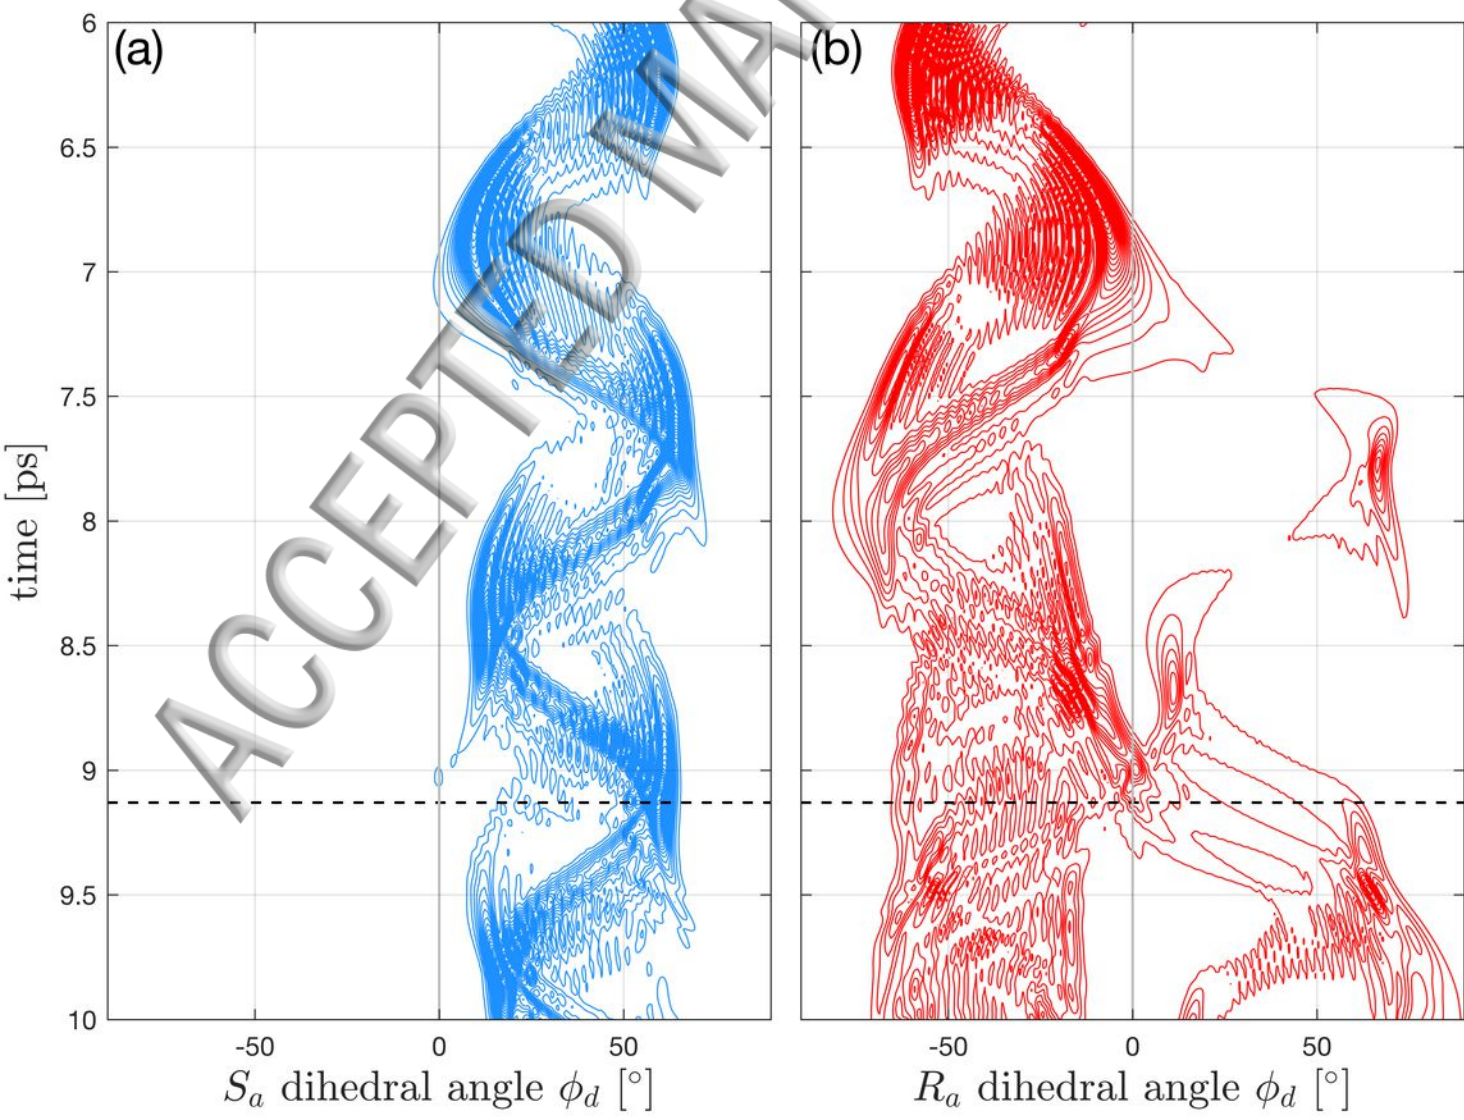 (a)
(b)
6
6.5
7
7.5
8
8.5
9
9.5
10
time [ps]
-50 0 50
-50 0 50
S_a dihedral angle ϕ_d [°]
R_a dihedral angle ϕ_d [°]
ACCEPTED MA